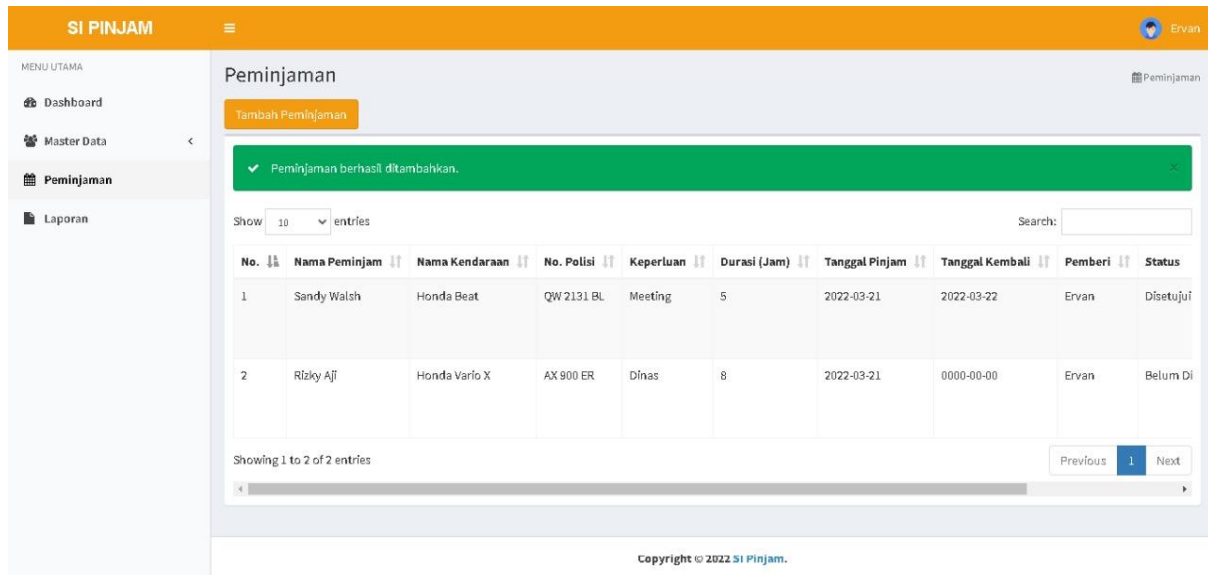 SI PINJAM
Ervan
MENU UTAMA
Dashboard
Master Data
Peminjaman
Laporan
Peminjaman
Peminjaman
Tambah Peminjaman
Peminjaman berhasil ditambahkan.
Show 10 entries
Search:
No. Nama Peminjam Nama Kendaraan No. Polisi Keperluan Durasi (Jam) Tanggal Pinjam Tanggal Kembali Pemberi Status
1 Sandy Walsh Honda Beat QW 2131 BL Meeting 5 2022-03-21 2022-03-22 Ervan Disetujui
2 Rizky Aji Honda Vario X AX 900 ER Dinas 8 2022-03-21 0000-00-00 Ervan Belum Di
Showing 1 to 2 of 2 entries
Previous 1 Next
Copyright © 2022 SI Pinjam.